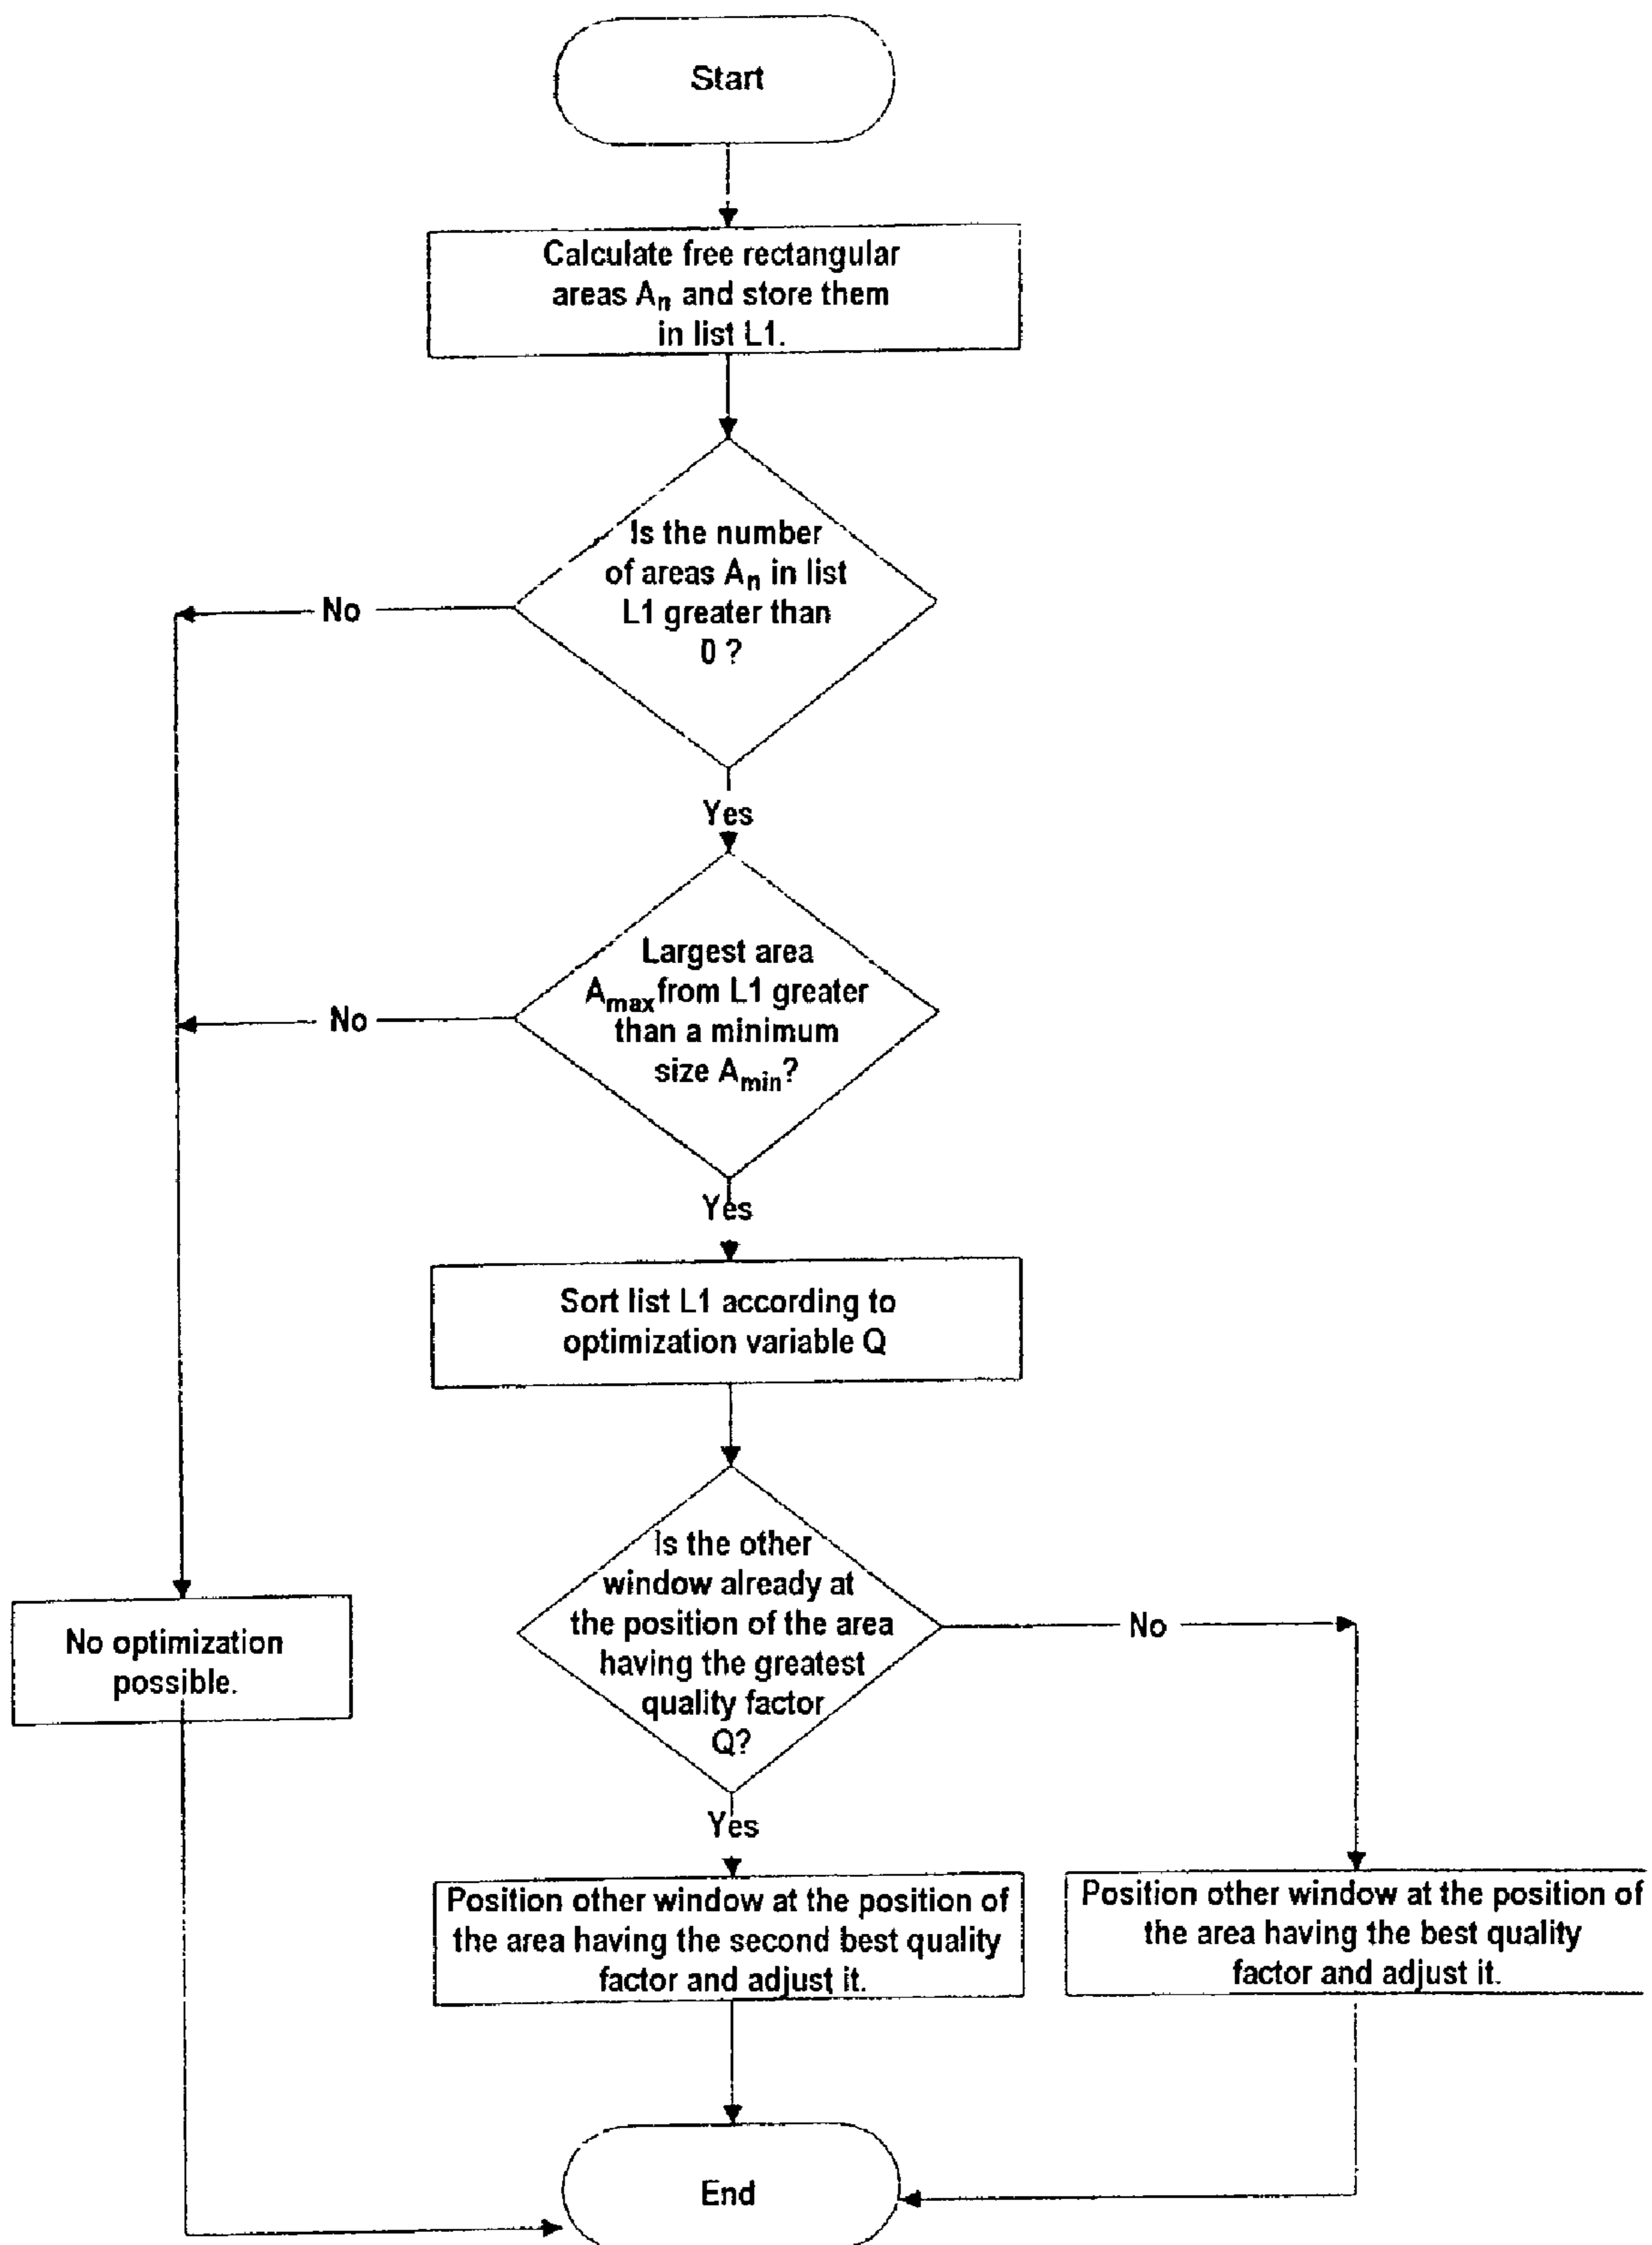 Start
Calculate free rectangular
areas An and store them
in list L1.
Is the number
of areas An in list
L1 greater than
0 ?
No
Yes
Largest area
Amax from L1 greater
than a minimum
size Amin?
No
Yes
Sort list L1 according to
optimization variable Q
Is the other
window already at
the position of the area
having the greatest
quality factor
Q?
No
No optimization
possible.
Yes
Position other window at the position of
the area having the second best quality
factor and adjust it.
Position other window at the position of
the area having the best quality
factor and adjust it.
End